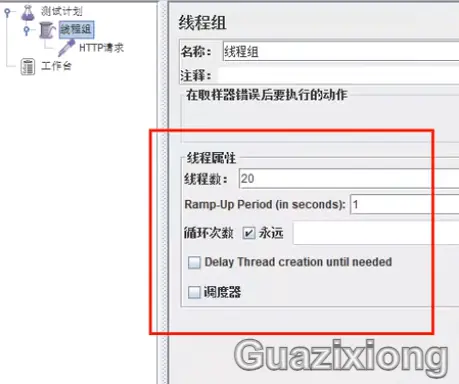 测试计划
线程组
HTTP请求
工作台
线程组
名称: 线程组
注释:
在取样器错误后要执行的动作
线程属性
线程数: 20
Ramp-Up Period (in seconds): 1
循环次数 永远
Delay Thread creation until needed
调度器
Guazixiong